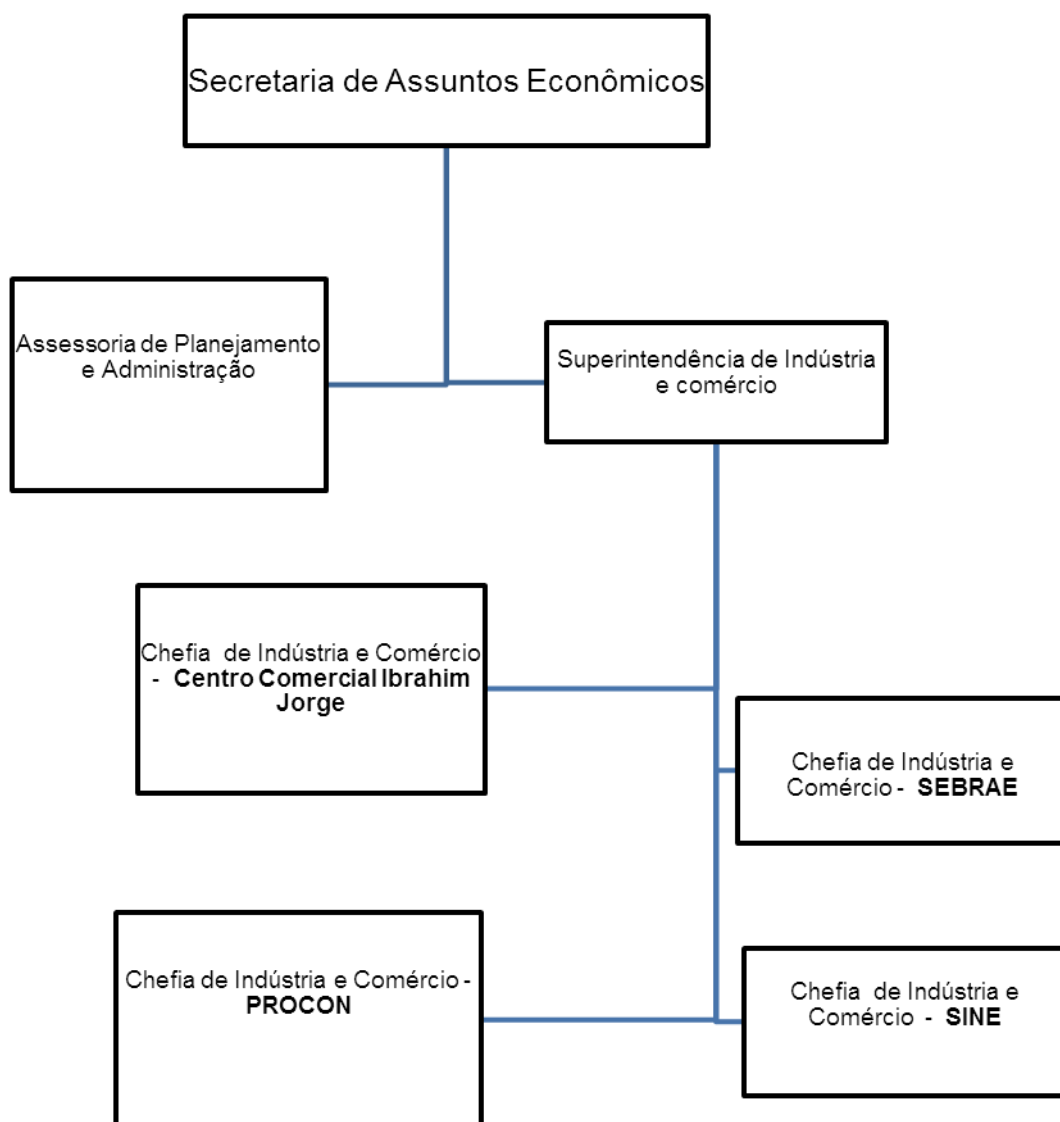 Secretaria de Assuntos Econômicos
Assessoria de Planejamento
e Administração
Superintendência de Indústria
e comércio
Chefia de Indústria e Comércio
- Centro Comercial Ibrahim
Jorge
Chefia de Indústria e
Comércio - SEBRAE
Chefia de Indústria e Comércio -
PROCON
Chefia de Indústria e
Comércio - SINE